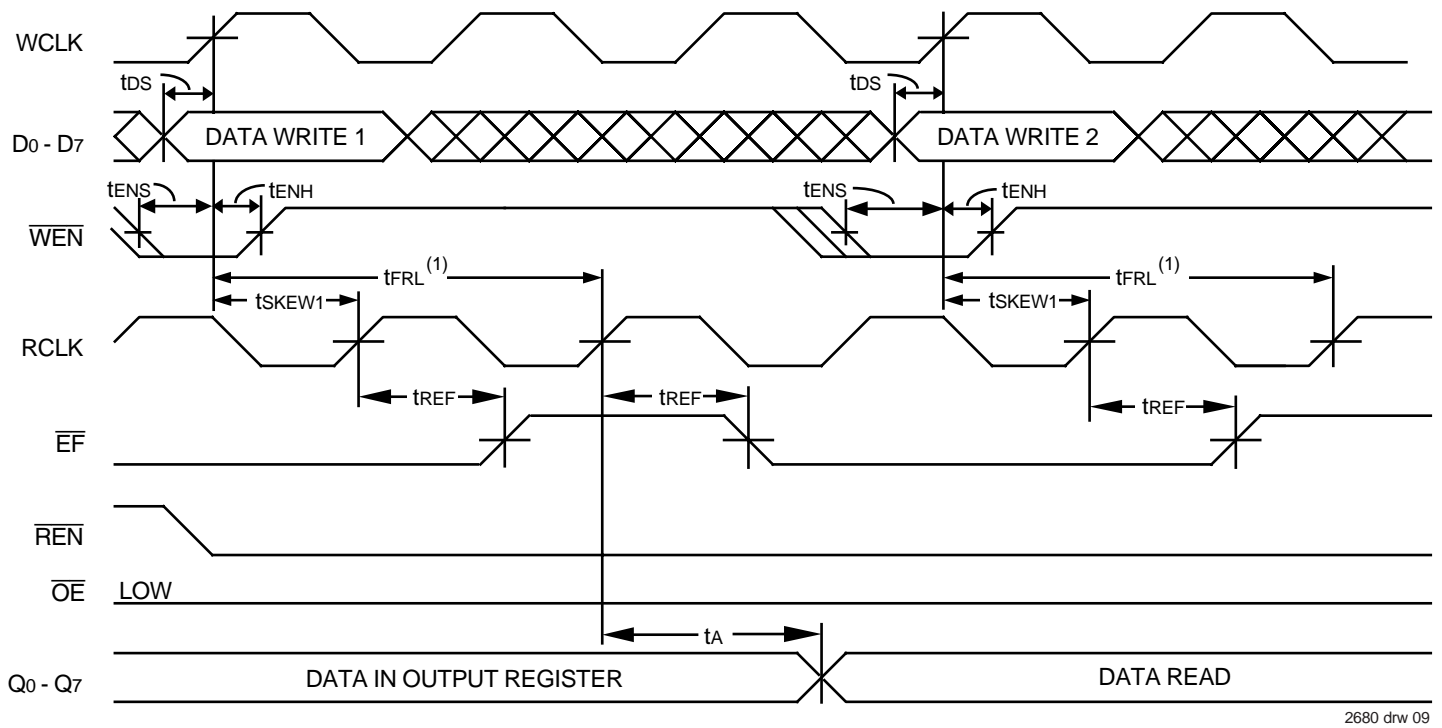 WCLK
tDS tDS
D0 - D7 DATA WRITE 1 DATA WRITE 2
tENS tENH tENS tENH
WEN
tFRL(1) tFRL(1)
tSKEW1 tSKEW1
RCLK
tREF tREF tREF
EF
REN
OE LOW
tA
Q0 - Q7 DATA IN OUTPUT REGISTER DATA READ
2680 drw 09